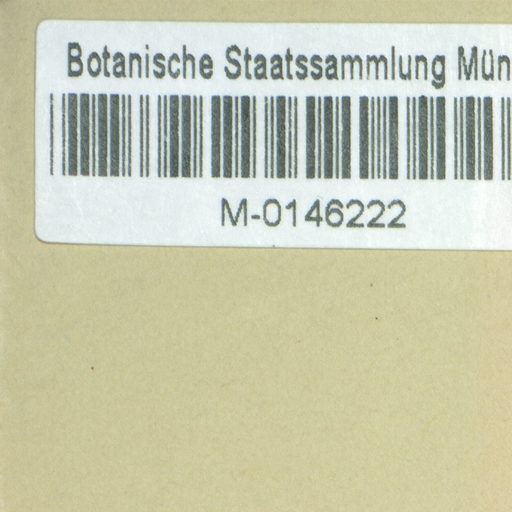 Botanische Staatssammlung Mün
M-0146222